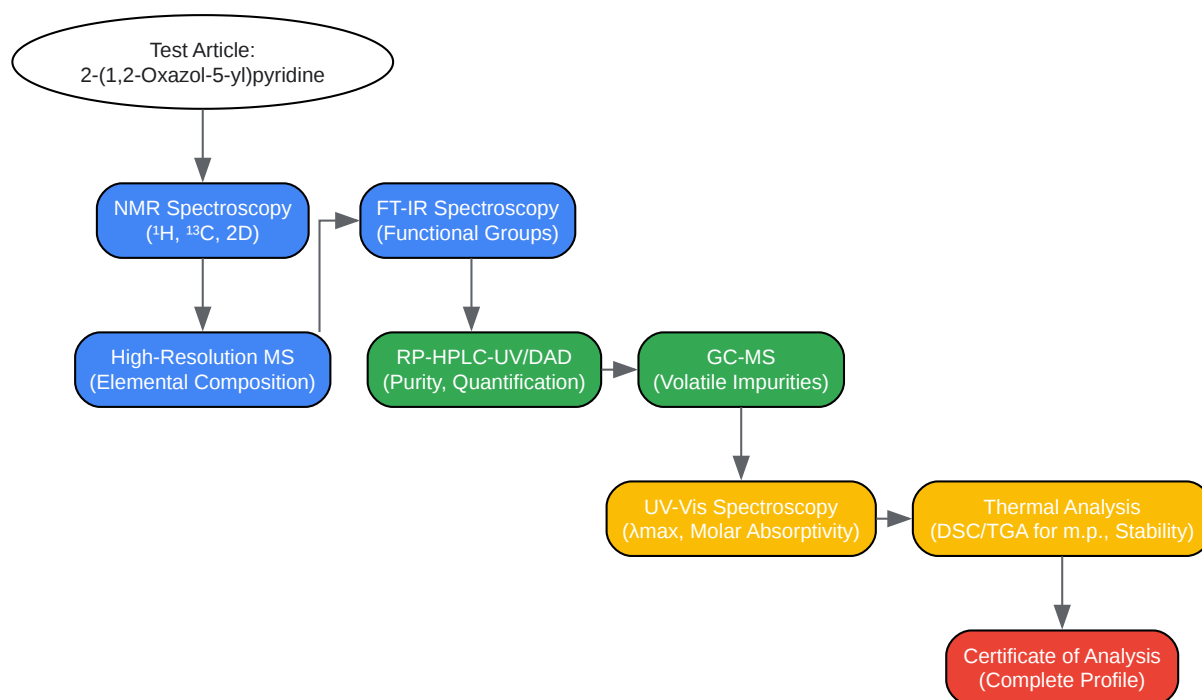 Test Article:
2-(1,2-Oxazol-5-yl)pyridine
NMR Spectroscopy
(¹H, ¹³C, 2D)
FT-IR Spectroscopy
(Functional Groups)
High-Resolution MS
(Elemental Composition)
RP-HPLC-UV/DAD
(Purity, Quantification)
GC-MS
(Volatile Impurities)
UV-Vis Spectroscopy
(λmax, Molar Absorptivity)
Thermal Analysis
(DSC/TGA for m.p., Stability)
Certificate of Analysis
(Complete Profile)